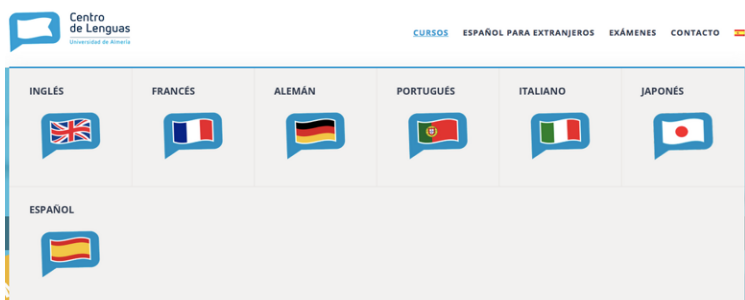 Centro
de Lenguas
Universidad de Almería
CURSOS ESPAÑOL PARA EXTRANJEROS EXÁMENES CONTACTO
INGLÉS FRANCÉS ALEMÁN PORTUGUÉS ITALIANO JAPONÉS
ESPAÑOL